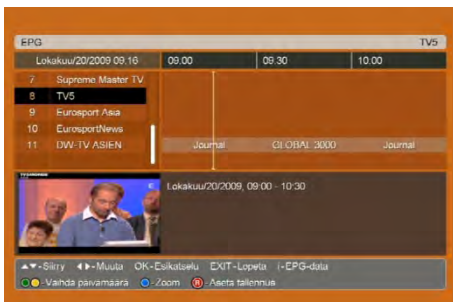 EPG TV5
Lokakuu/20/2009 09:16 09.00 09.30 10.00
7 Supreme Master TV
8 TV5
9 Eurosport Asia
10 EurosportNews
11 DW-TV ASIEN Journal GLOBAL 3000 Journal
Lokakuu/20/2009, 09:00 - 10:30
▲▼-Siirry ◄►-Muuta OK-Esikatselu EXIT-Lopeta i-EPG-data
-Vaihda päivämäärä -Zoom R-Aseta tallennus